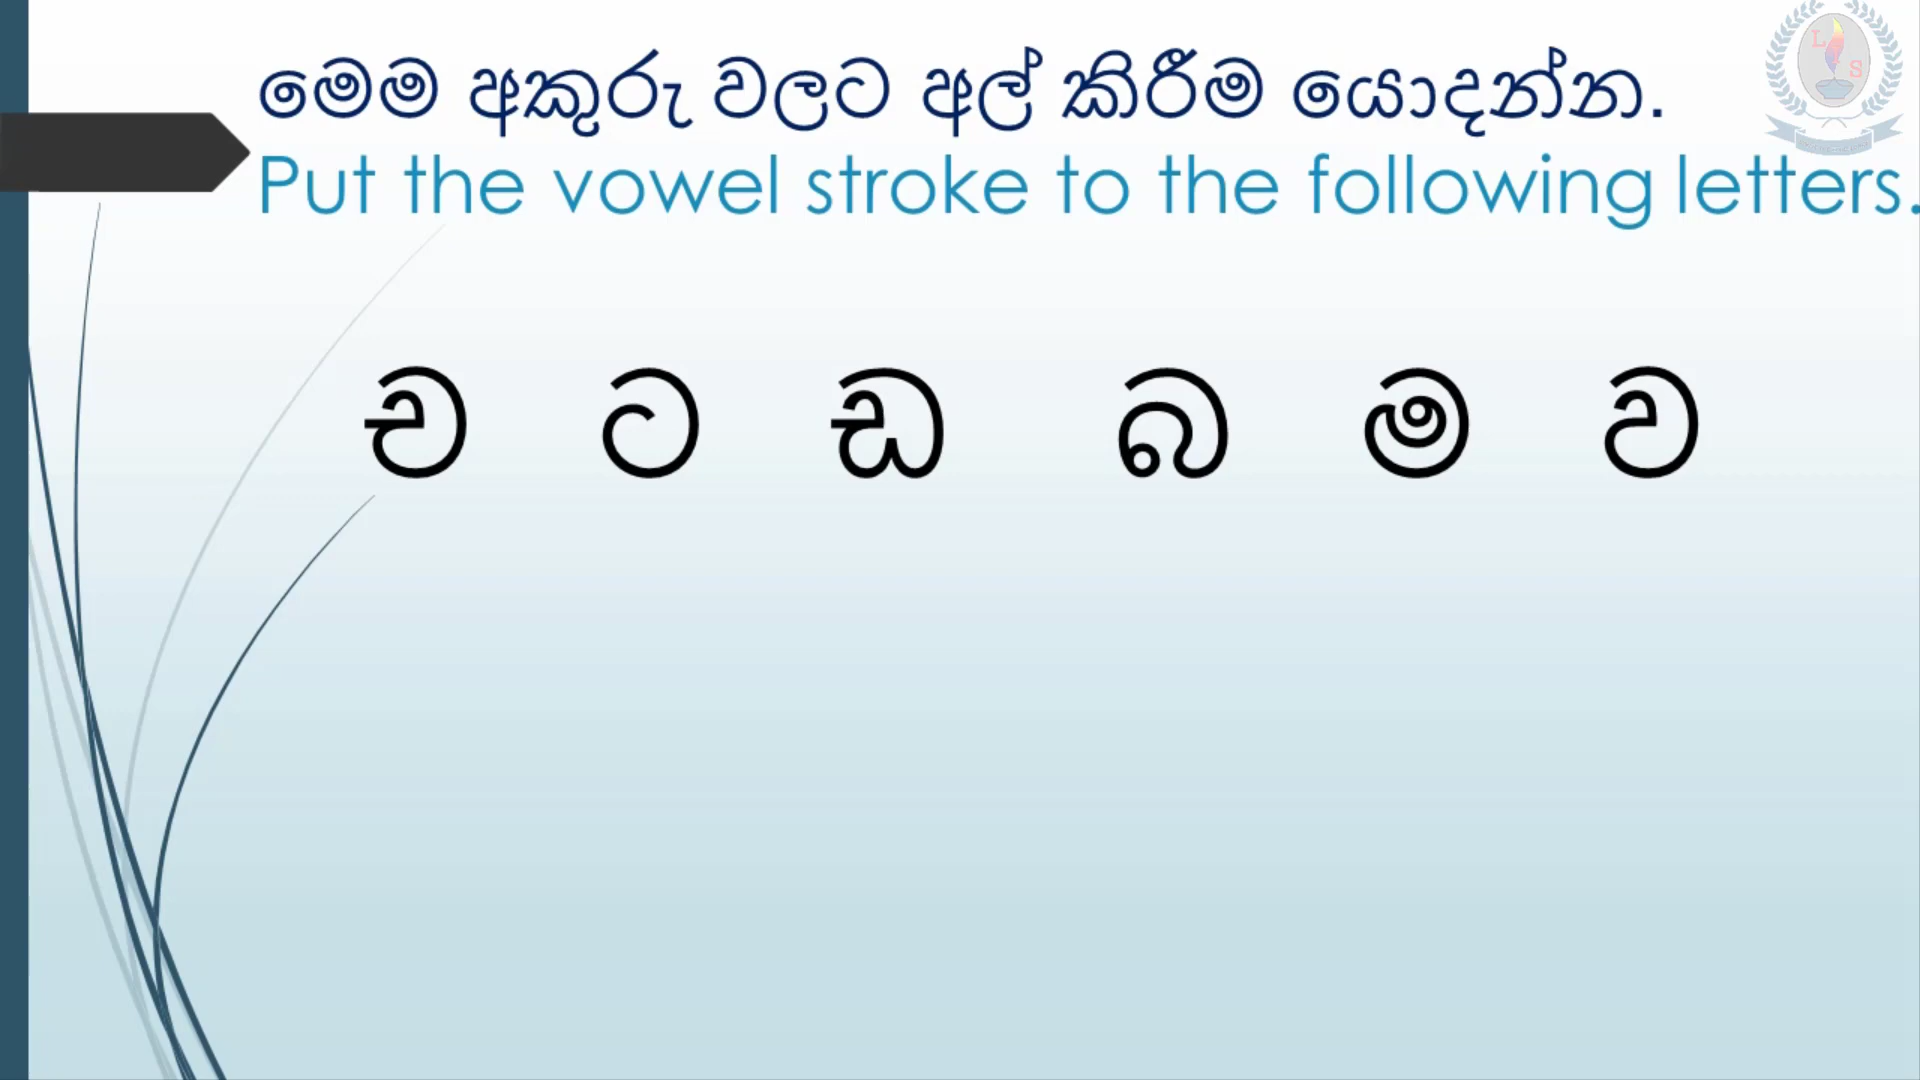 මෙම අකුරු වලට අල් කිරීම යොදන්න.
Put the vowel stroke to the following letters.
ච ට ඩ බ ම ව
L
S